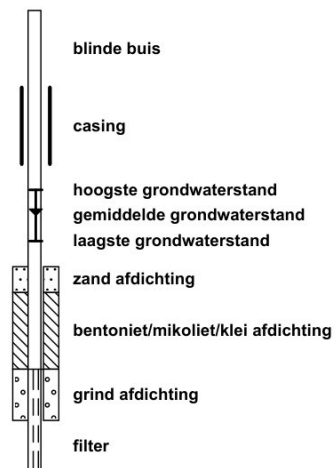 blinde buis
casing
hoogste grondwaterstand
gemiddelde grondwaterstand
laagste grondwaterstand
zand afdichting
bentoniet/mikoliet/klei afdichting
grind afdichting
filter